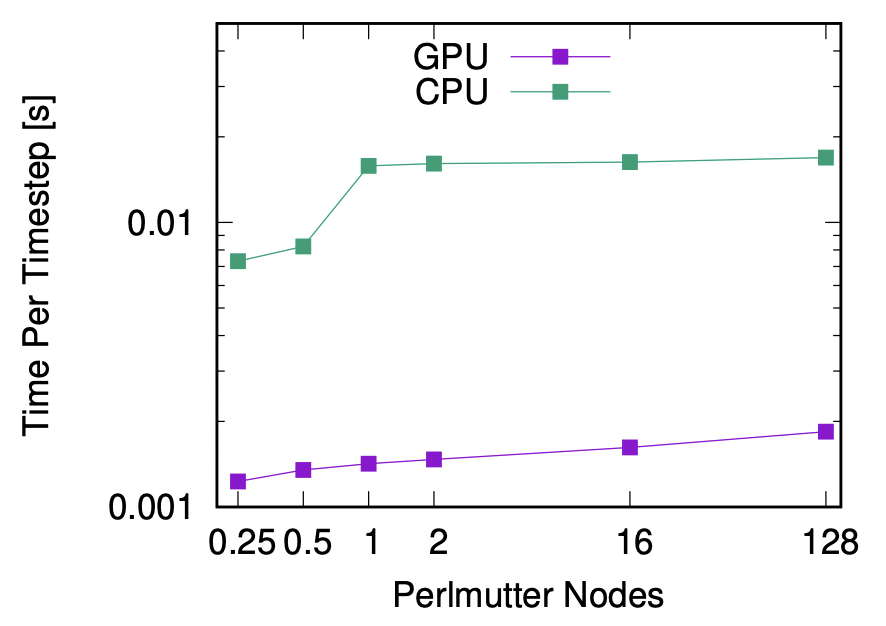 GPU
CPU
Time Per Timestep [s]
0.01
0.001
0.25 0.5 1 2 16 128
Perlmutter Nodes